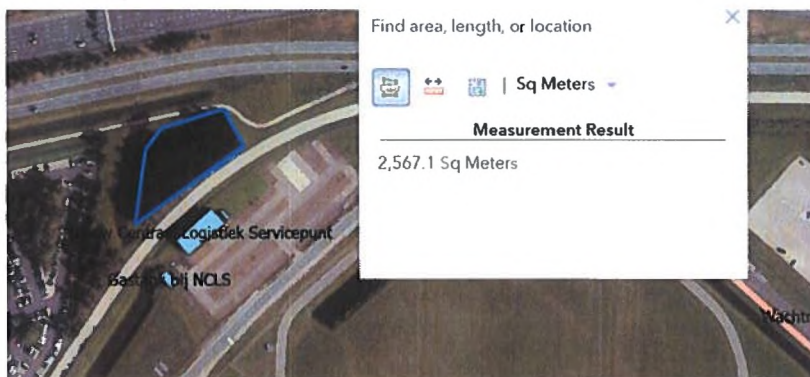 Find area, length, or location
| Sq Meters
Measurement Result
2,567.1 Sq Meters
Logistiek Servicepunt
bij NCLS